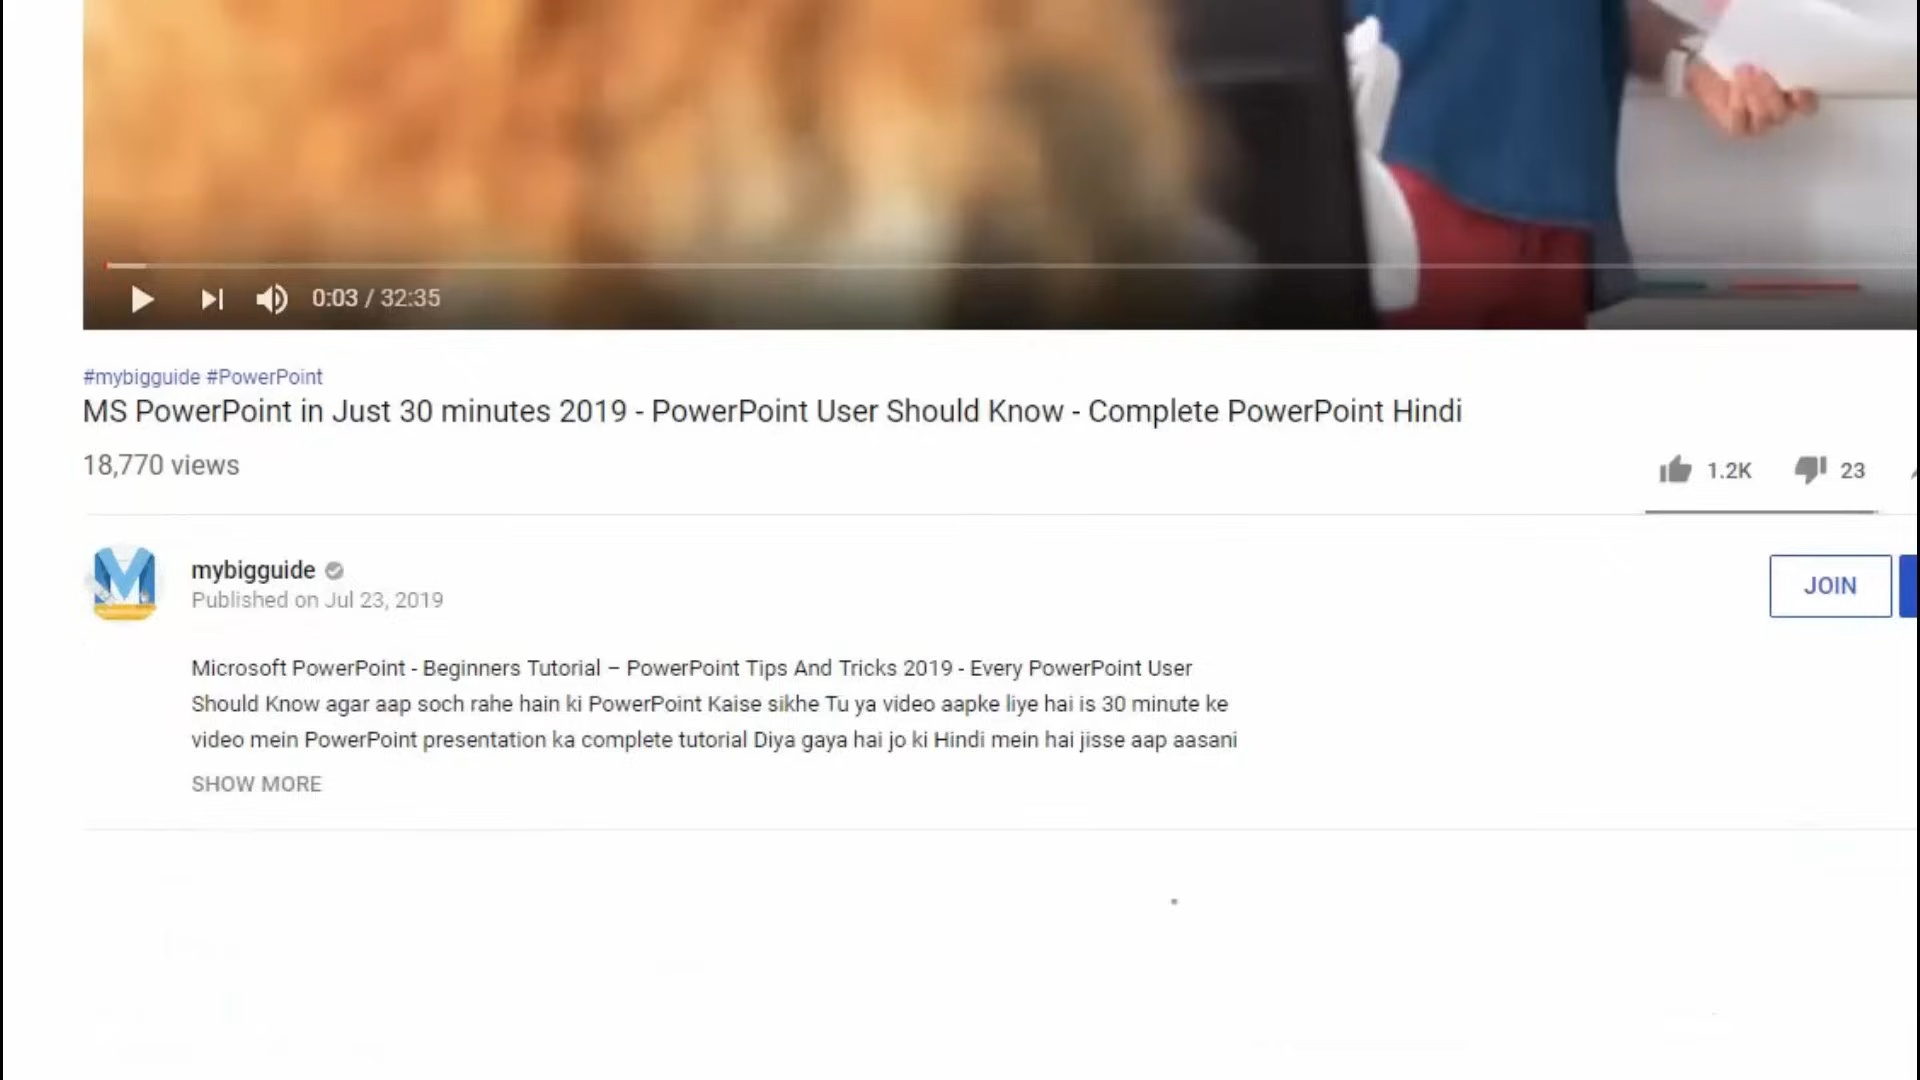 0:03 / 32:35
#mybigguide #PowerPoint
MS PowerPoint in Just 30 minutes 2019 - PowerPoint User Should Know - Complete PowerPoint Hindi
18,770 views
1.2K 23
mybigguide
Published on Jul 23, 2019
JOIN
Microsoft PowerPoint - Beginners Tutorial – PowerPoint Tips And Tricks 2019 - Every PowerPoint User
Should Know agar aap soch rahe hain ki PowerPoint Kaise sikhe Tu ya video aapke liye hai is 30 minute ke
video mein PowerPoint presentation ka complete tutorial Diya gaya hai jo ki Hindi mein hai jisse aap aasani
SHOW MORE